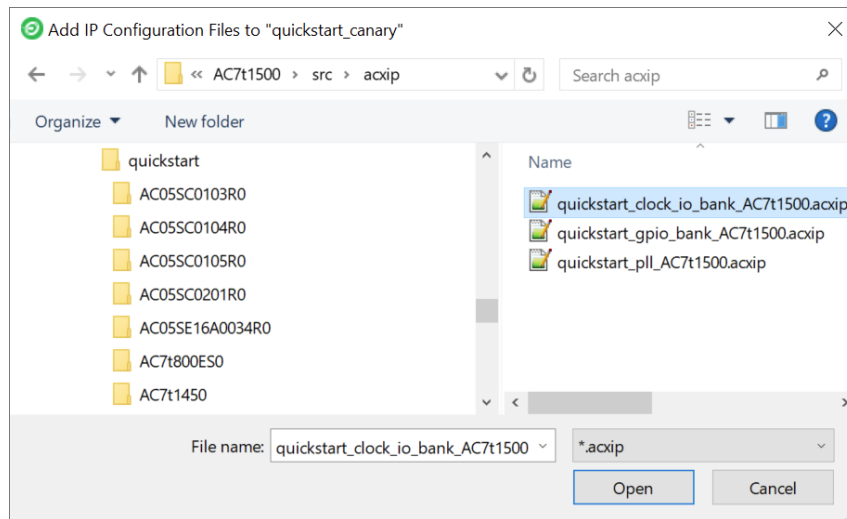 Add IP Configuration Files to "quickstart_canary"
« AC7t1500 › src › acxip
Search acxip
Organize
New folder
quickstart
AC05SC0103R0
AC05SC0104R0
AC05SC0105R0
AC05SC0201R0
AC05SE16A0034R0
AC7t800ES0
AC7t1450
Name
quickstart_clock_io_bank_AC7t1500.acxip
quickstart_gpio_bank_AC7t1500.acxip
quickstart_pll_AC7t1500.acxip
File name: quickstart_clock_io_bank_AC7t1500 *.acxip
Open Cancel